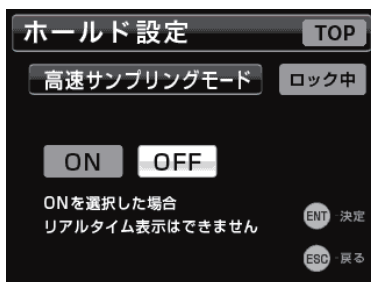 ホールド設定 TOP
高速サンプリングモード ロック中
ON OFF
ONを選択した場合
リアルタイム表示はできません
ENT 決定
ESC 戻る